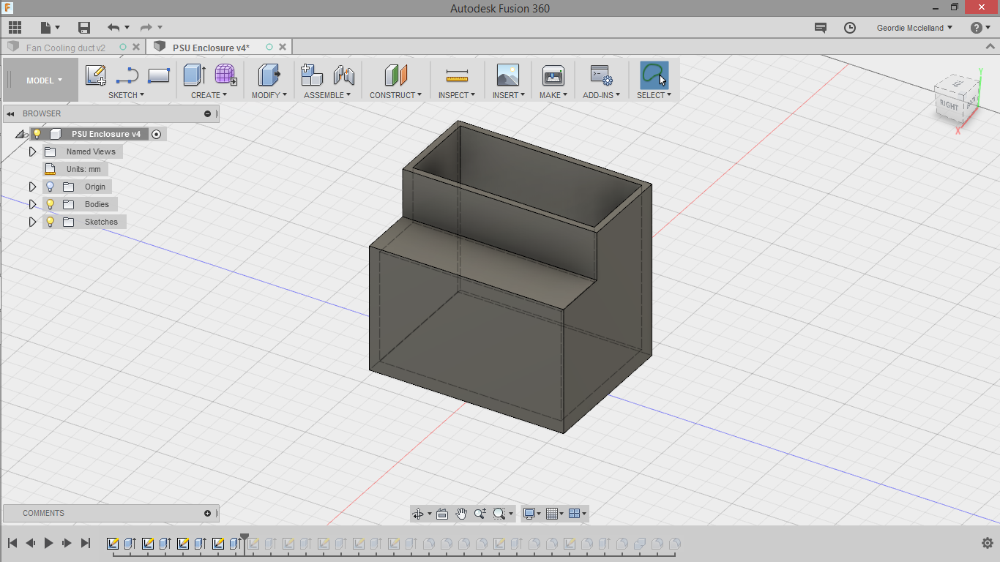 Autodesk Fusion 360
Geordie Mcclelland
Fan Cooling duct v2
PSU Enclosure v4*
MODEL
SKETCH
CREATE
MODIFY
ASSEMBLE
CONSTRUCT
INSPECT
INSERT
MAKE
ADD-INS
SELECT
Y
RIGHT
X
BROWSER
PSU Enclosure v4
Named Views
Units: mm
Origin
Bodies
Sketches
COMMENTS